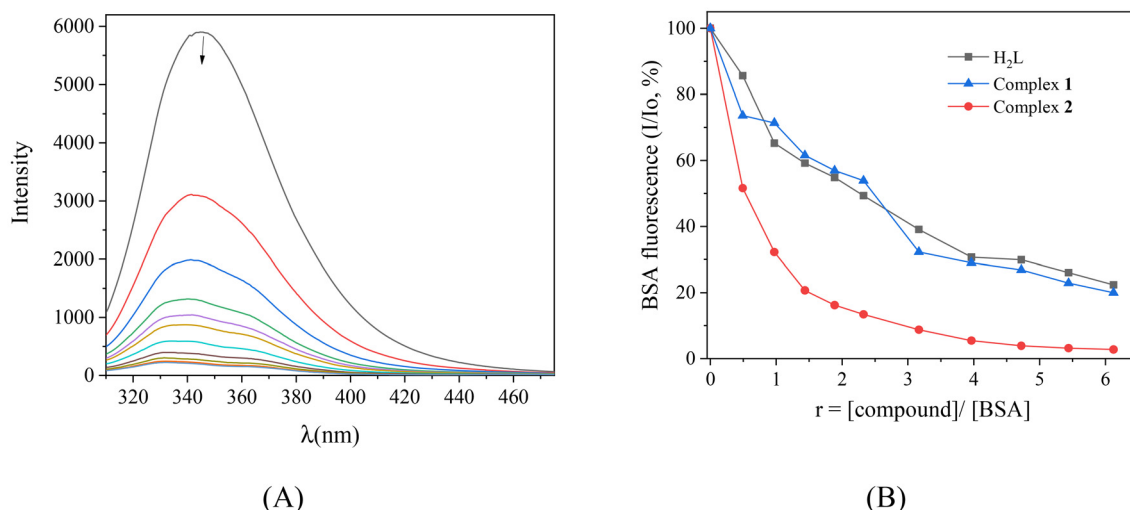 6000
5000
4000
3000
2000
1000
0
Intensity
320 340 360 380 400 420 440 460
λ(nm)
(A)
100
80
60
40
20
0
BSA fluorescence (I/Io, %)
H₂L
Complex 1
Complex 2
0 1 2 3 4 5 6
r = [compound]/ [BSA]
(B)